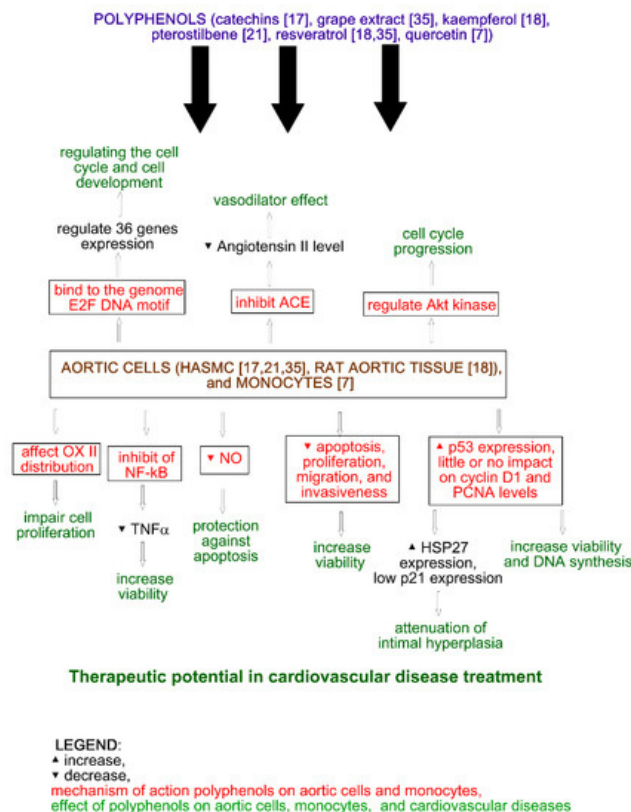 POLYPHENOLS (catechins [17], grape extract [35], kaempferol [18],
pterostilbene [21], resveratrol [18,35], quercetin [7])
regulating the cell
cycle and cell
development
regulate 36 genes
expression
bind to the genome
E2F DNA motif
vasodilator effect
▼ Angiotensin II level
inhibit ACE
cell cycle
progression
regulate Akt kinase
AORTIC CELLS (HASMC [17,21,35], RAT AORTIC TISSUE [18]),
and MONOCYTES [7]
affect OX II
distribution
impair cell
proliferation
inhibit of
NF-kB
▼ TNFα
increase
viability
▼ NO
protection
against
apoptosis
▼ apoptosis,
proliferation,
migration, and
invasiveness
increase
viability
▲ p53 expression,
little or no impact
on cyclin D1 and
PCNA levels
▲ HSP27
expression,
low p21 expression
attenuation of
intimal hyperplasia
increase viability
and DNA synthesis
Therapeutic potential in cardiovascular disease treatment
LEGEND:
▲ increase,
▼ decrease,
mechanism of action polyphenols on aortic cells and monocytes,
effect of polyphenols on aortic cells, monocytes, and cardiovascular diseases